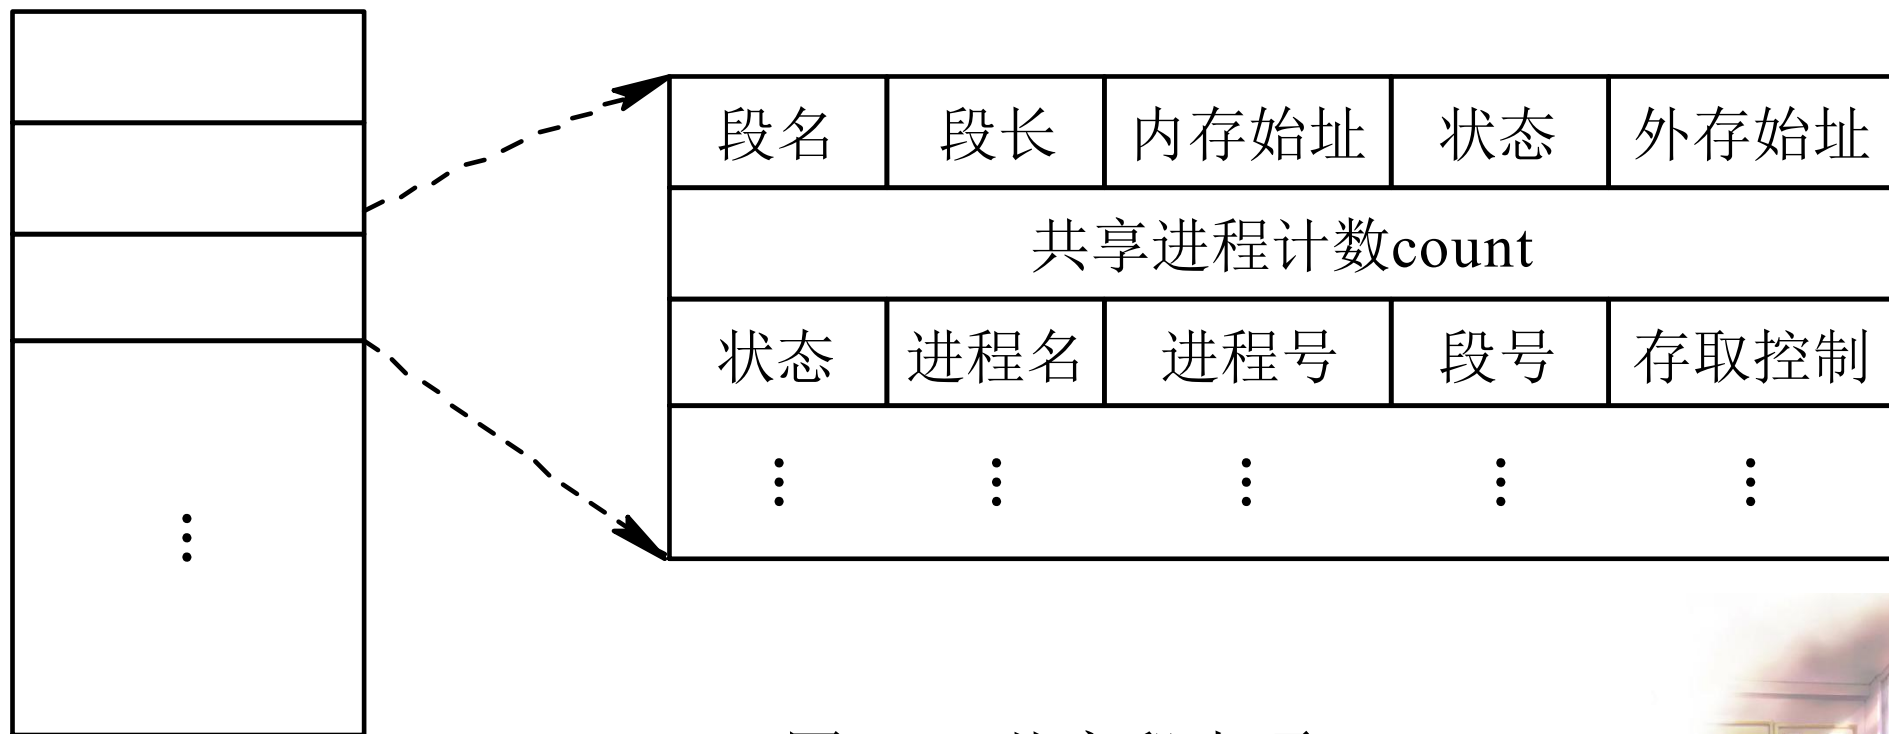 段名 段长 内存始址 状态 外存始址
共享进程计数count
状态 进程名 进程号 段号 存取控制